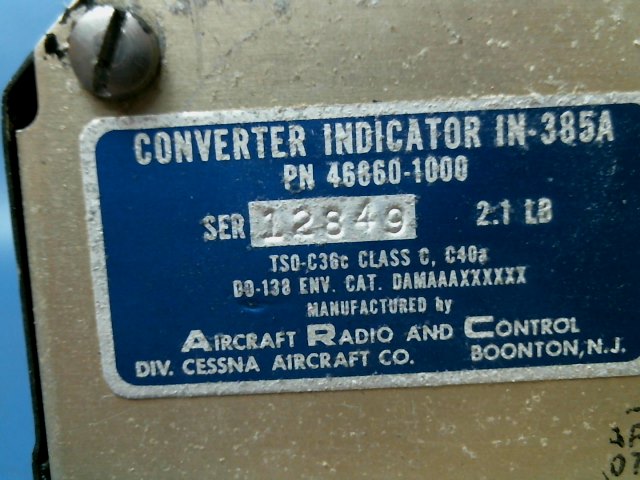 CONVERTER INDICATOR IN-385A
PN 46860-1000
SER 12849 2.1 LB
TSO-C36c CLASS C, C40a
DO-138 ENV. CAT. DAMAAAXXXXXX
MANUFACTURED by
AIRCRAFT RADIO AND CONTROL
DIV. CESSNA AIRCRAFT CO. BOONTON, N.J.